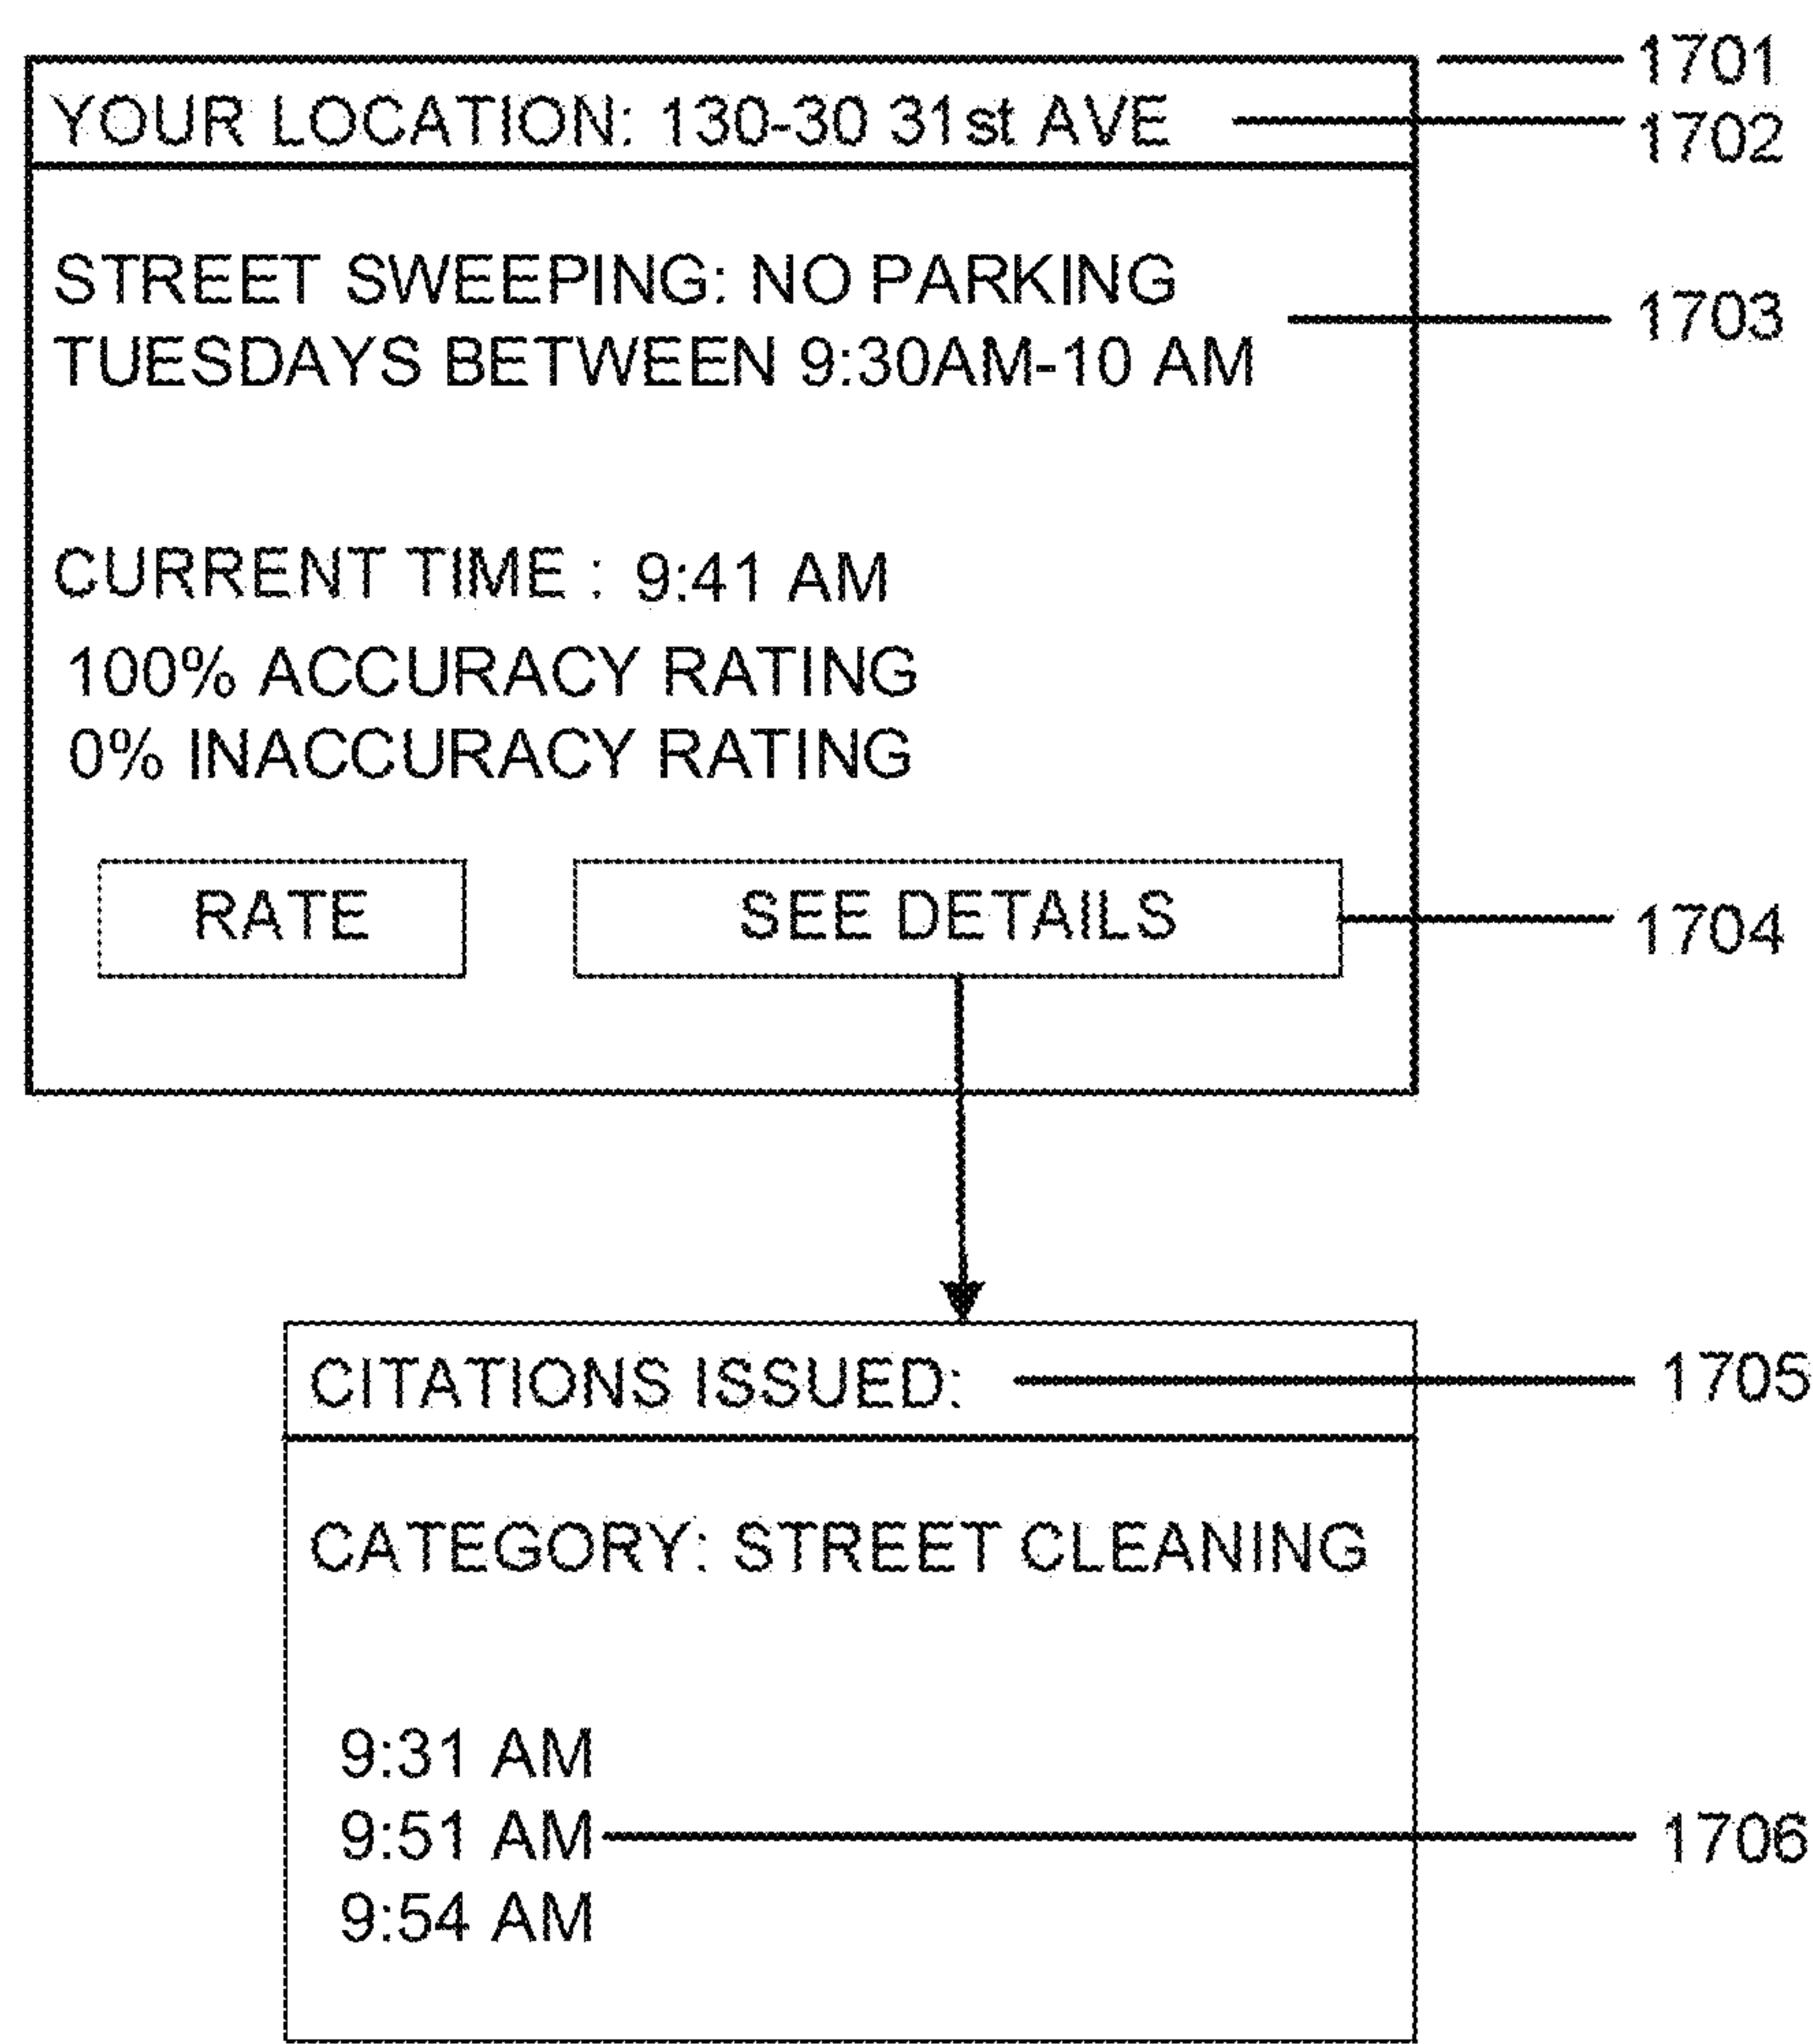 1701
YOUR LOCATION: 130-30 31st AVE
1702
STREET SWEEPING: NO PARKING
1703
TUESDAYS BETWEEN 9:30AM-10 AM
CURRENT TIME : 9:41 AM
100% ACCURACY RATING
0% INACCURACY RATING
RATE
SEE DETAILS
1704
CITATIONS ISSUED:
1705
CATEGORY: STREET CLEANING
9:31 AM
9:51 AM
1706
9:54 AM